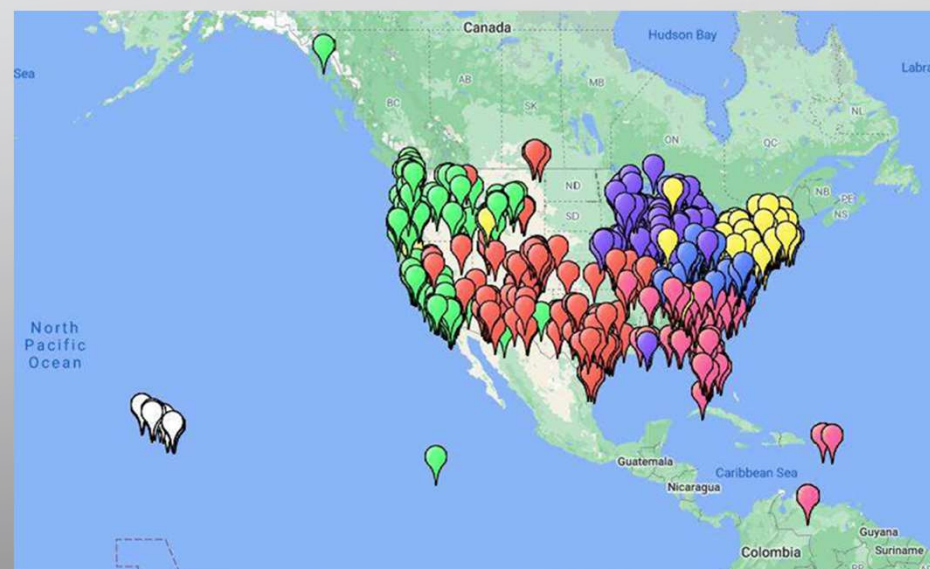 Canada
Hudson Bay
Sea
Labra
AB
MB
BC
SK
ON
QC
NL
ND
NB
PE
NS
SD
North
Pacific
Ocean
Guatemala
Caribbean Sea
Nicaragua
Guyana
Colombia
Suriname